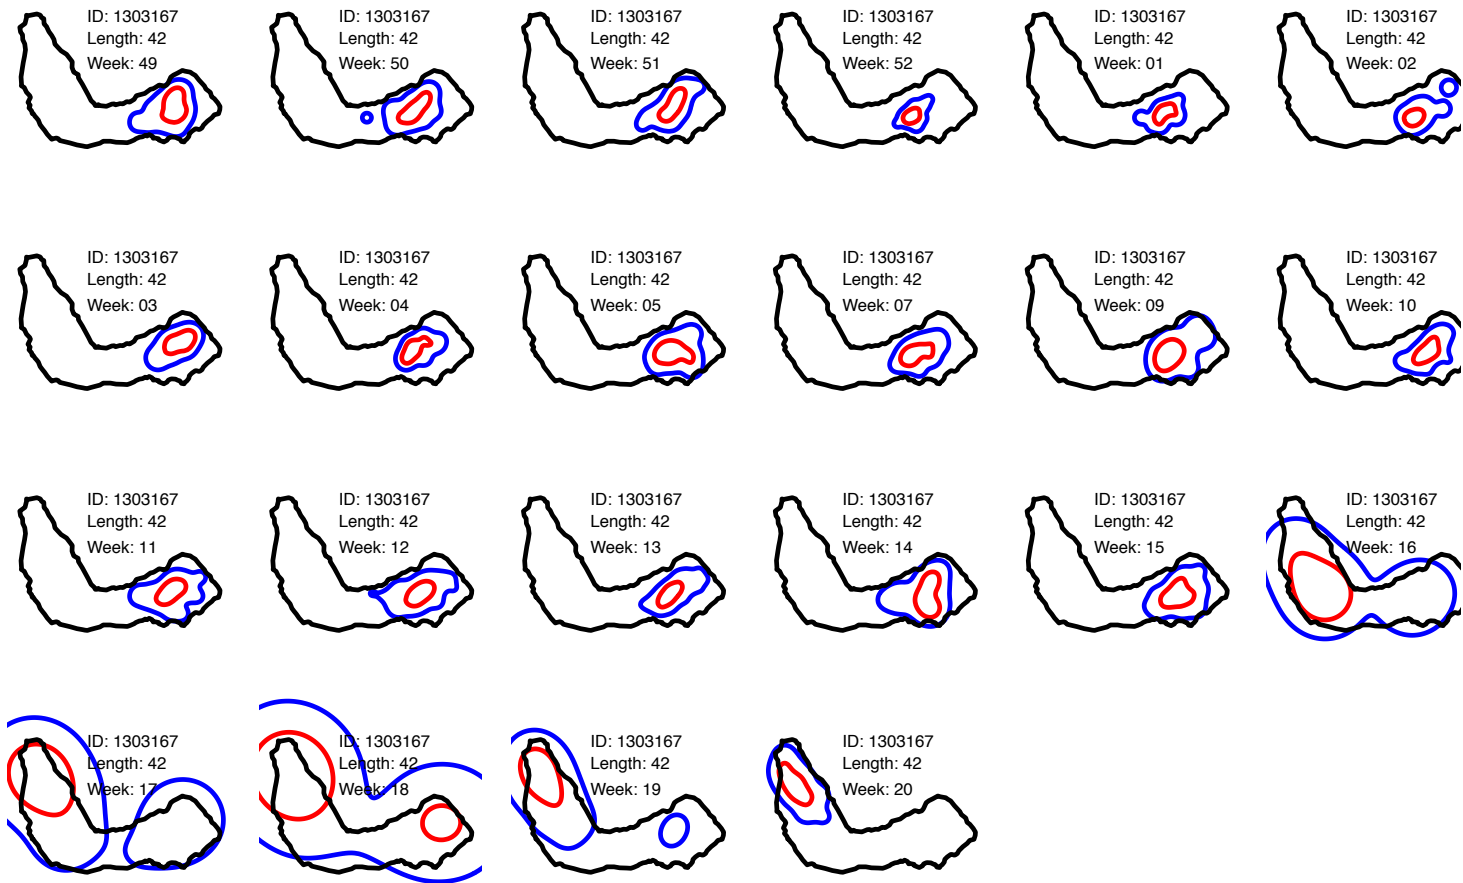 ID: 1303167
Length: 42
Week: 49
ID: 1303167
Length: 42
Week: 50
ID: 1303167
Length: 42
Week: 51
ID: 1303167
Length: 42
Week: 52
ID: 1303167
Length: 42
Week: 01
ID: 1303167
Length: 42
Week: 02
ID: 1303167
Length: 42
Week: 03
ID: 1303167
Length: 42
Week: 04
ID: 1303167
Length: 42
Week: 05
ID: 1303167
Length: 42
Week: 07
ID: 1303167
Length: 42
Week: 09
ID: 1303167
Length: 42
Week: 10
ID: 1303167
Length: 42
Week: 11
ID: 1303167
Length: 42
Week: 12
ID: 1303167
Length: 42
Week: 13
ID: 1303167
Length: 42
Week: 14
ID: 1303167
Length: 42
Week: 15
ID: 1303167
Length: 42
Week: 16
ID: 1303167
Length: 42
Week: 17
ID: 1303167
Length: 42
Week: 18
ID: 1303167
Length: 42
Week: 19
ID: 1303167
Length: 42
Week: 20